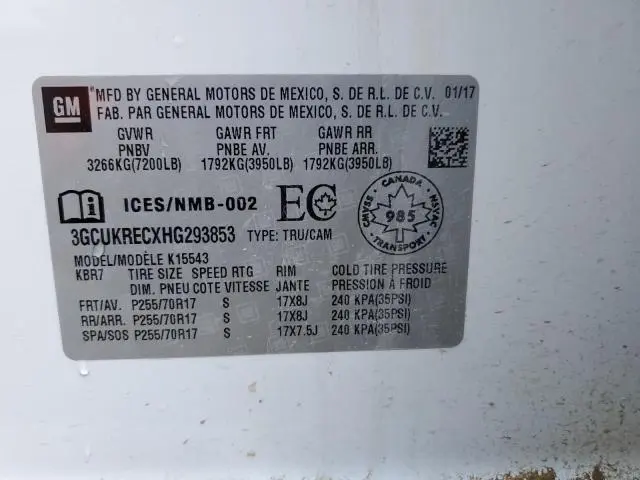 GM
MFD BY GENERAL MOTORS DE MEXICO, S. DE R.L. DE C.V. 01/17
FAB. PAR GENERAL MOTORS DE MEXICO, S. DE R.L. DE C.V.
GVWR GAWR FRT GAWR RR
PNBV PNBE AV. PNBE ARR.
3266KG(7200LB) 1792KG(3950LB) 1792KG(3950LB)
ICES/NMB-002 EC
CANADA
CMVSS 985 NSVAC
TRANSPORT
3GCUKRECXHG293853 TYPE: TRU/CAM
MODEL/MODÈLE K15543
KBR7 TIRE SIZE SPEED RTG RIM COLD TIRE PRESSURE
DIM. PNEU COTE VITESSE JANTE PRESSION À FROID
FRT/AV. P255/70R17 S 17X8J 240 KPA(35PSI)
RR/ARR. P255/70R17 S 17X8J 240 KPA(35PSI)
SPA/SOS P255/70R17 S 17X7.5J 240 KPA(35PSI)